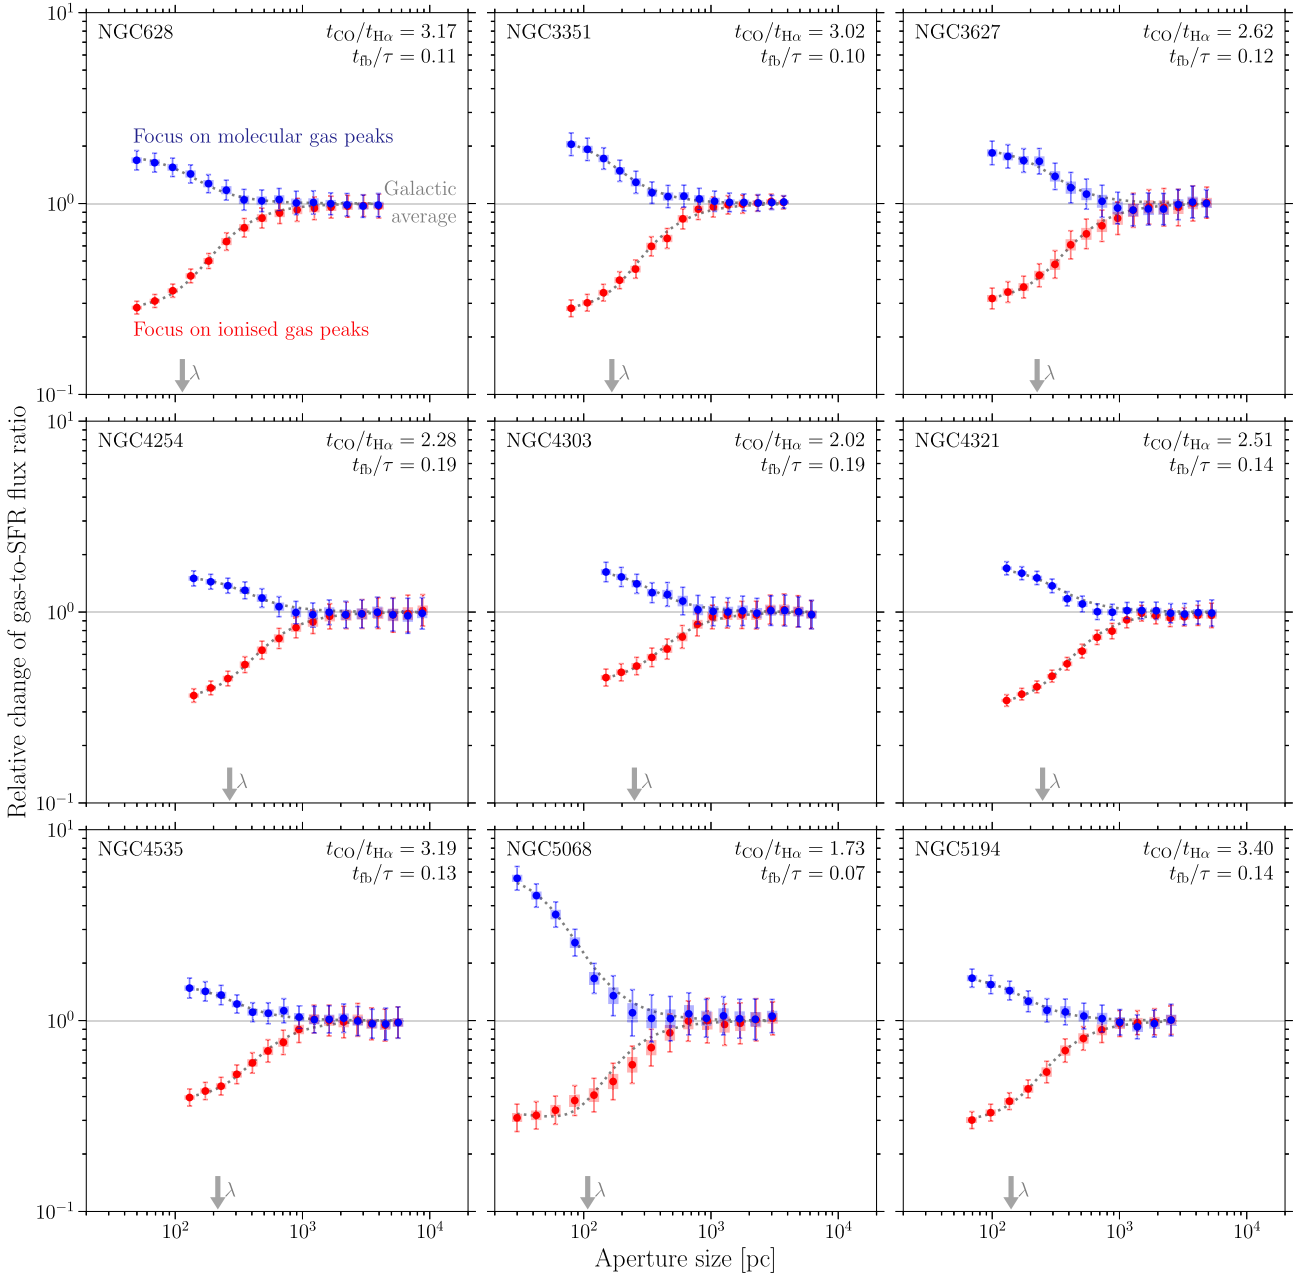 NGC628
t_CO/t_Hα = 3.17
t_fb/τ = 0.11
Focus on molecular gas peaks
Galactic
average
Focus on ionised gas peaks
λ
10^1
10^0
10^−1
NGC3351
t_CO/t_Hα = 3.02
t_fb/τ = 0.10
λ
NGC3627
t_CO/t_Hα = 2.62
t_fb/τ = 0.12
λ
Relative change of gas-to-SFR flux ratio
NGC4254
t_CO/t_Hα = 2.28
t_fb/τ = 0.19
λ
10^1
10^0
10^−1
NGC4303
t_CO/t_Hα = 2.02
t_fb/τ = 0.19
λ
NGC4321
t_CO/t_Hα = 2.51
t_fb/τ = 0.14
λ
NGC4535
t_CO/t_Hα = 3.19
t_fb/τ = 0.13
λ
10^1
10^0
10^−1
NGC5068
t_CO/t_Hα = 1.73
t_fb/τ = 0.07
λ
NGC5194
t_CO/t_Hα = 3.40
t_fb/τ = 0.14
λ
10^2 10^3 10^4
10^2 10^3 10^4
10^2 10^3 10^4
Aperture size [pc]